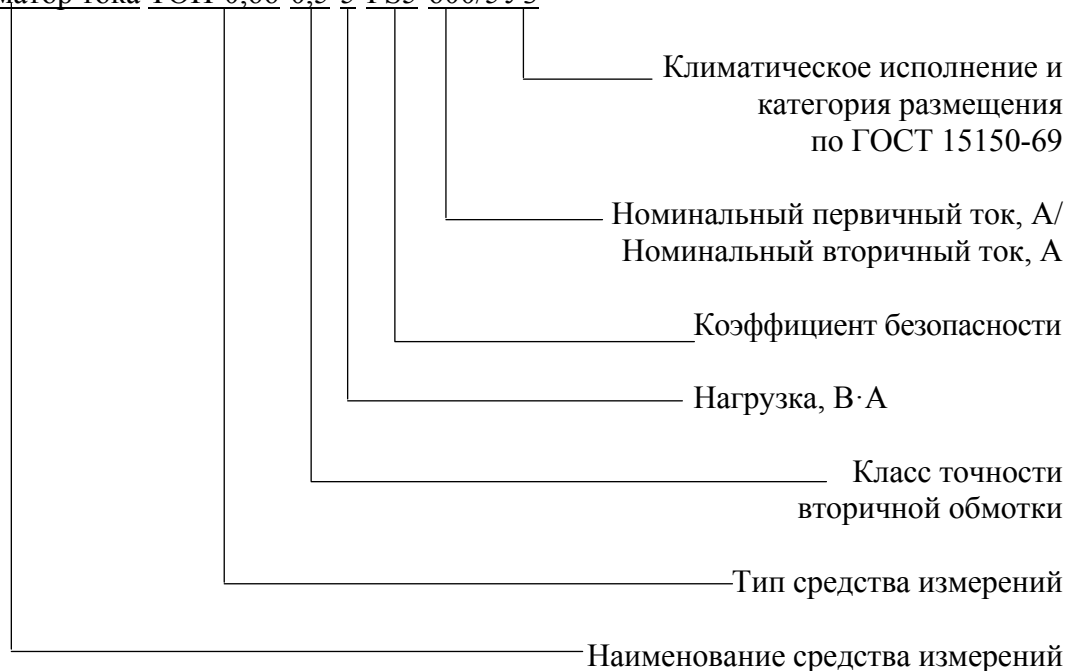 Климатическое исполнение и
категория размещения
по ГОСТ 15150-69
Номинальный первичный ток, А/
Номинальный вторичный ток, А
Коэффициент безопасности
Нагрузка, В·А
Класс точности
вторичной обмотки
Тип средства измерений
Наименование средства измерений